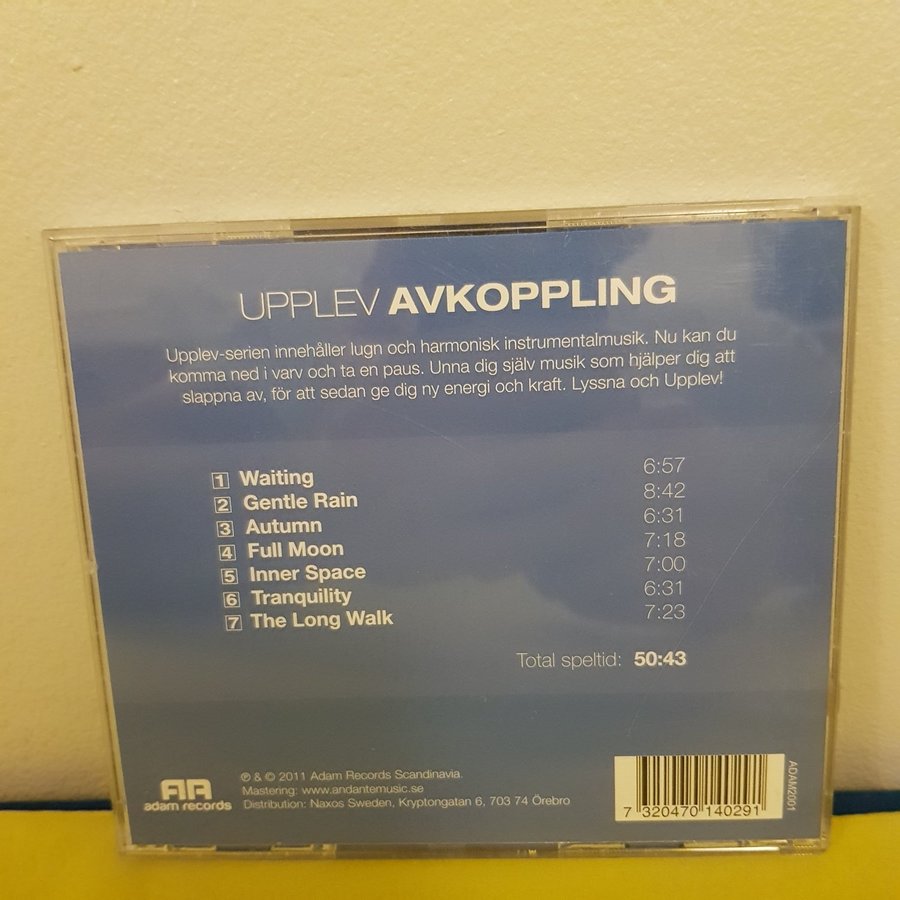 UPPLEV AVKOPPLING
Upplev-serien innehåller lugn och harmonisk instrumentalmusik. Nu kan du
komma ned i varv och ta en paus. Unna dig själv musik som hjälper dig att
slappna av, för att sedan ge dig ny energi och kraft. Lyssna och Upplev!
1 Waiting 6:57
2 Gentle Rain 8:42
3 Autumn 6:31
4 Full Moon 7:18
5 Inner Space 7:00
6 Tranquility 6:31
7 The Long Walk 7:23
Total speltid: 50:43
adam records
℗ & © 2011 Adam Records Scandinavia.
Mastering: www.andantemusic.se
Distribution: Naxos Sweden, Kryptongatan 6, 703 74 Örebro
7 320470 140291
ADAM2001